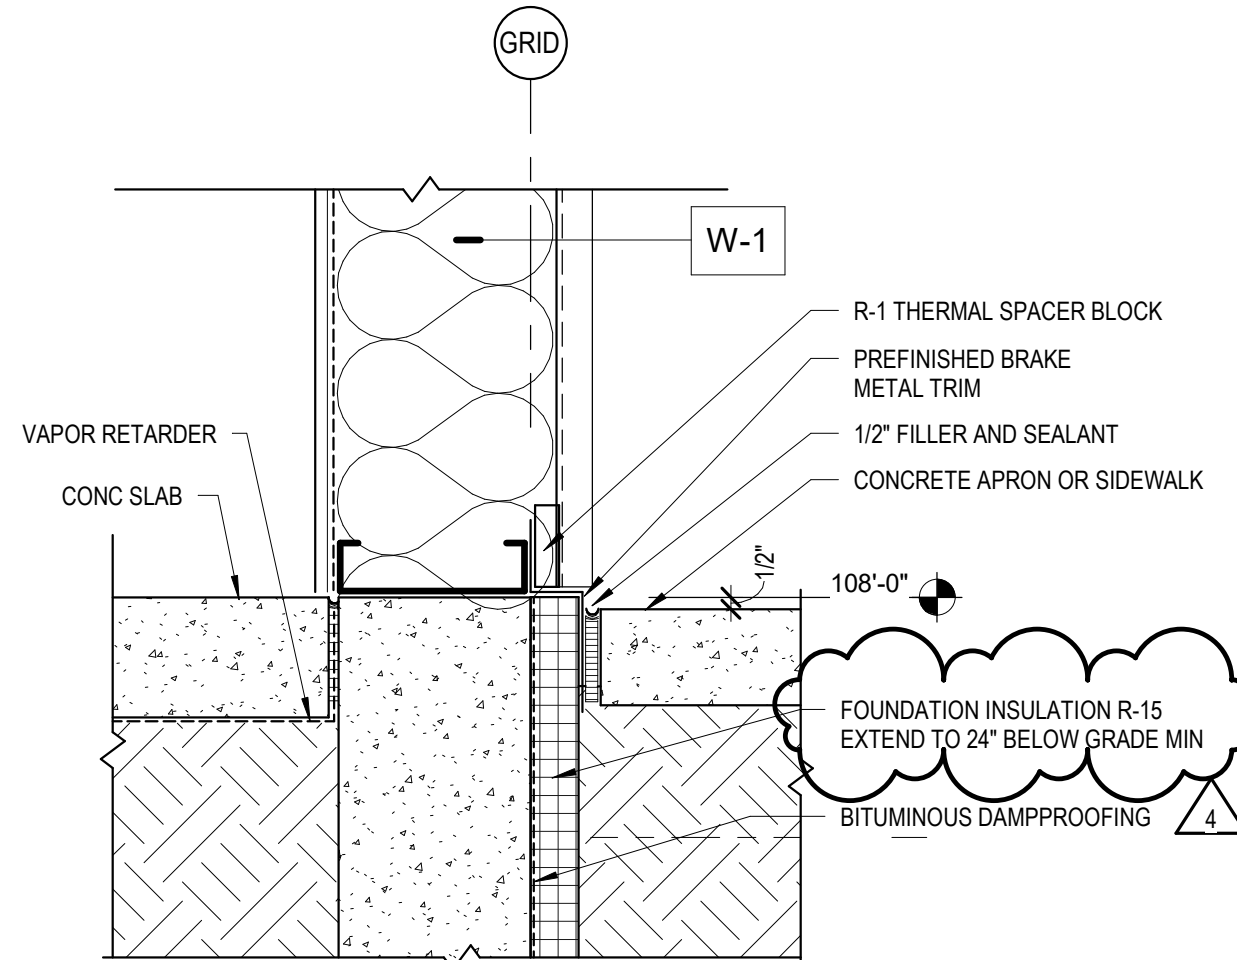 GRID
W-1
R-1 THERMAL SPACER BLOCK
PREFINISHED BRAKE
METAL TRIM
VAPOR RETARDER
1/2" FILLER AND SEALANT
CONC SLAB
CONCRETE APRON OR SIDEWALK
1/2"
108'-0"
FOUNDATION INSULATION R-15
EXTEND TO 24" BELOW GRADE MIN
BITUMINOUS DAMPPROOFING
4